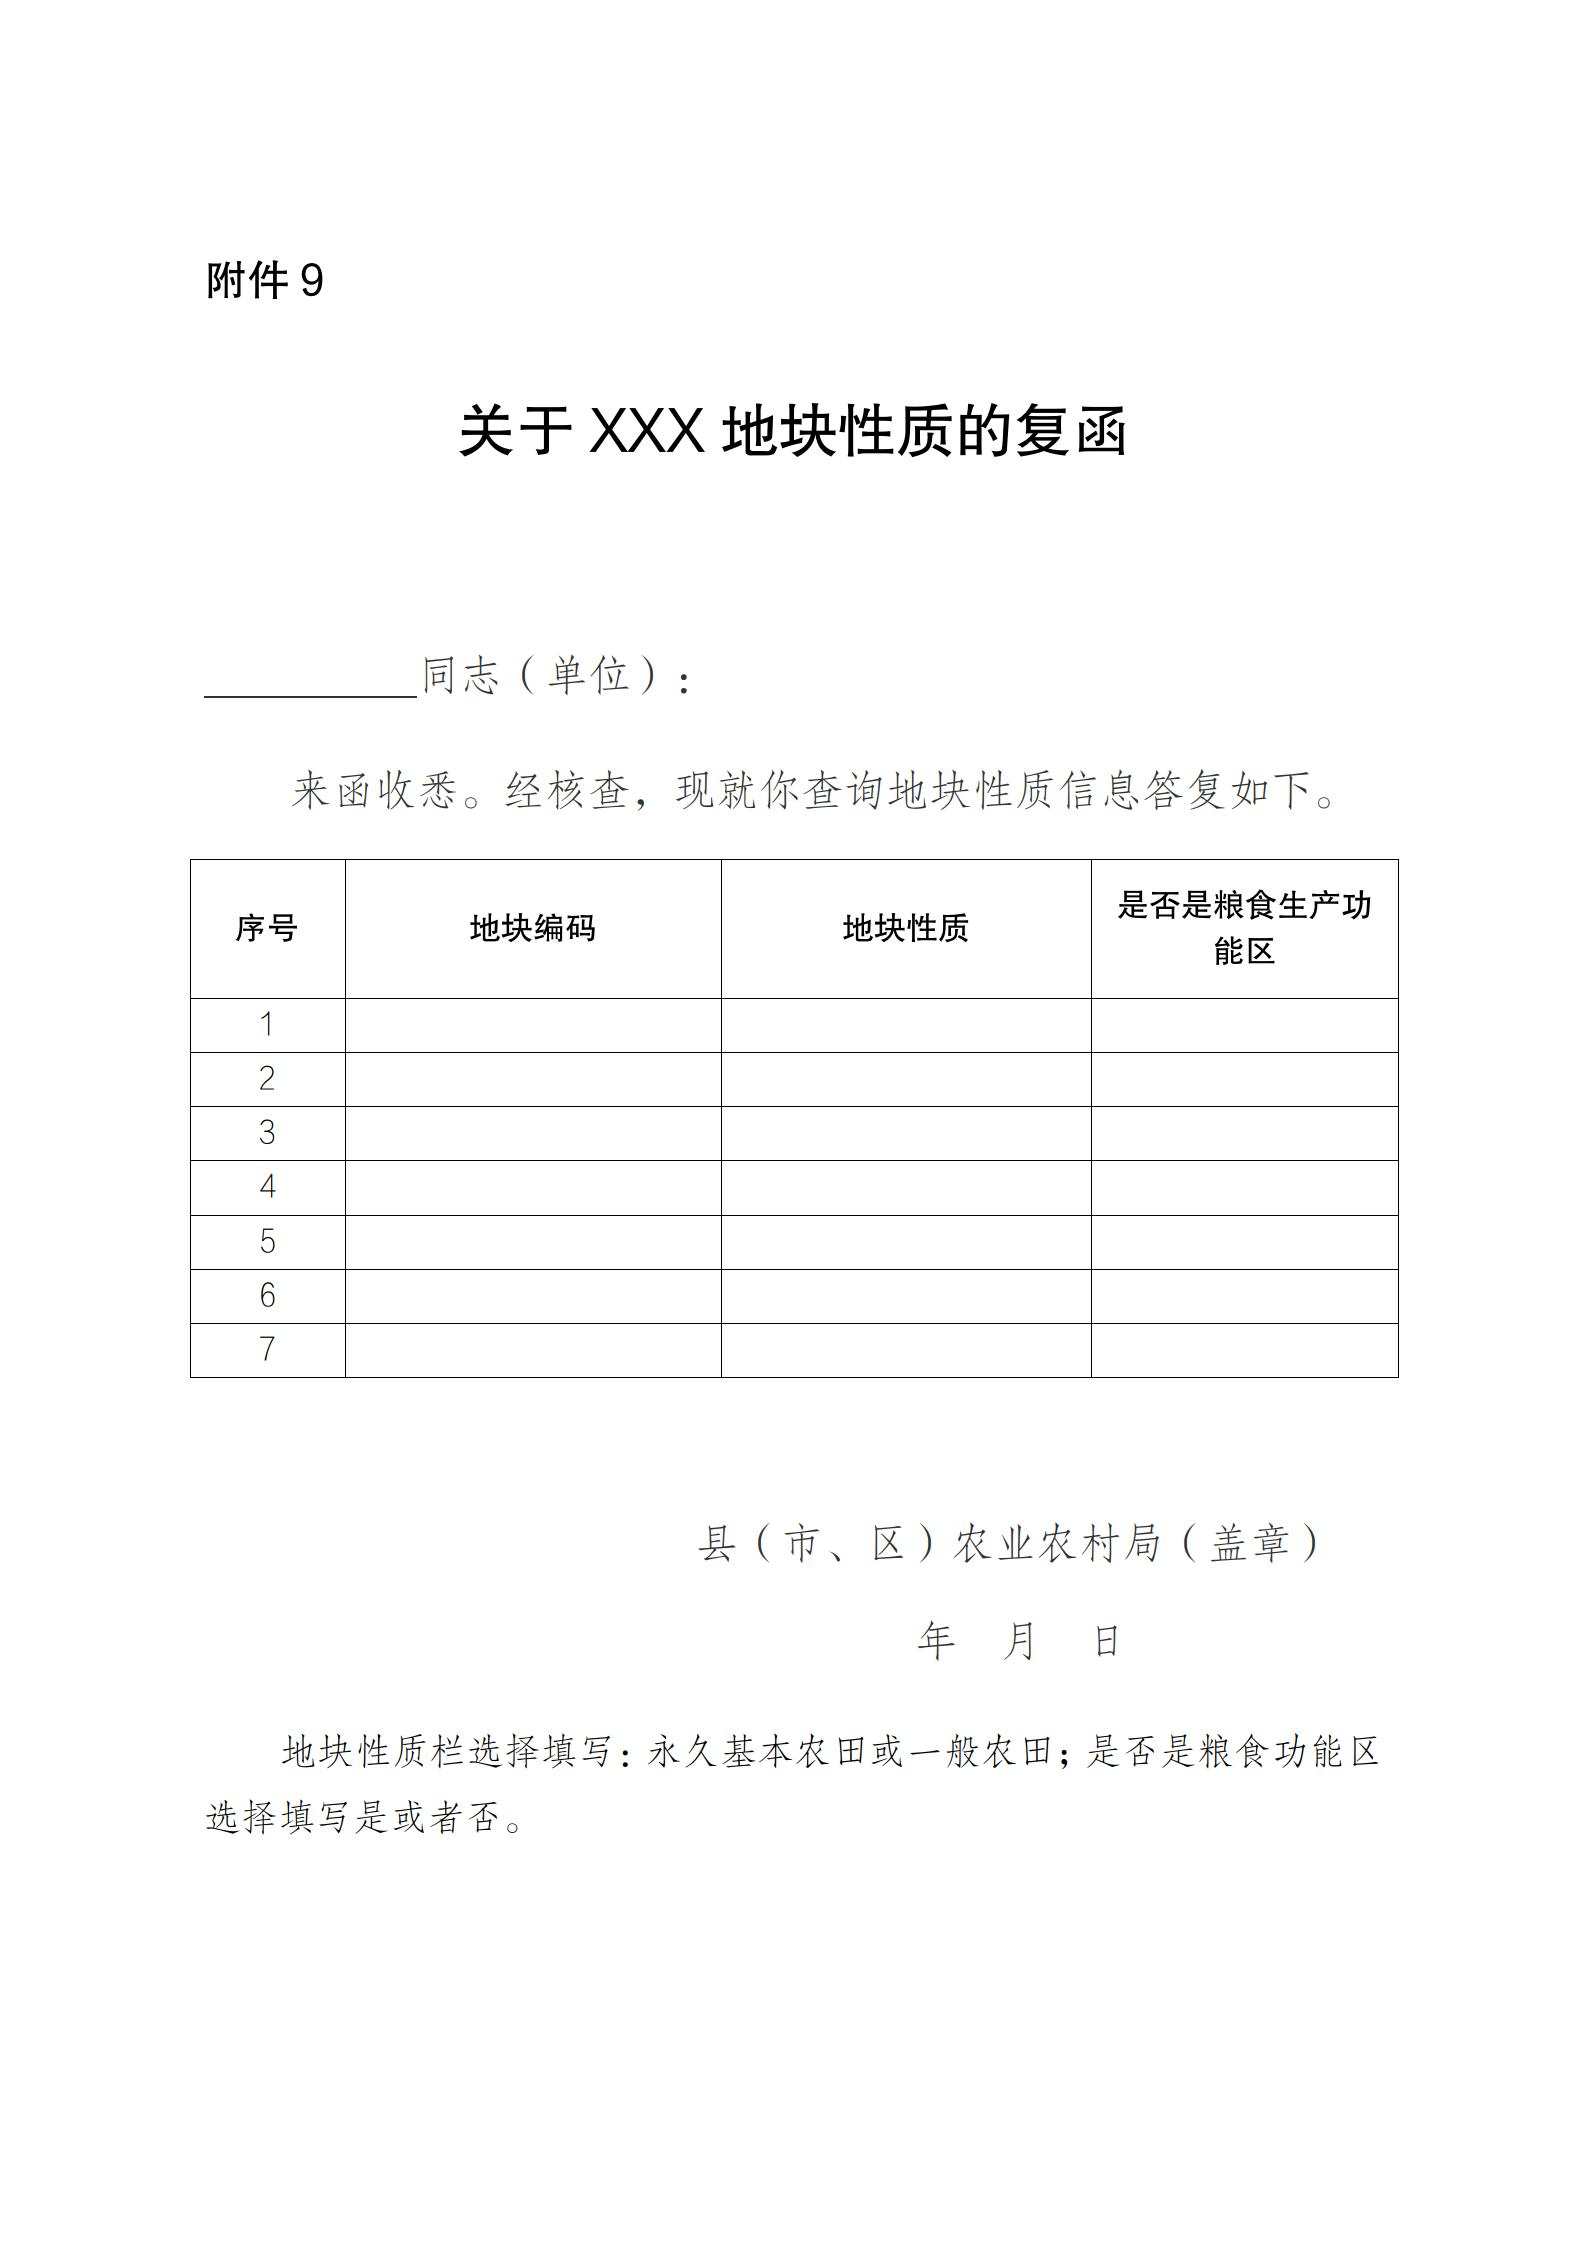 附件 9
关于 XXX 地块性质的复函
同志（单位）：
来函收悉。经核查，现就你查询地块性质信息答复如下。
序号 地块编码 地块性质 是否是粮食生产功
能区
1
2
3
4
5
6
7
县（市、区）农业农村局（盖章）
年 月 日
地块性质栏选择填写：永久基本农田或一般农田；是否是粮食功能区
选择填写是或者否。